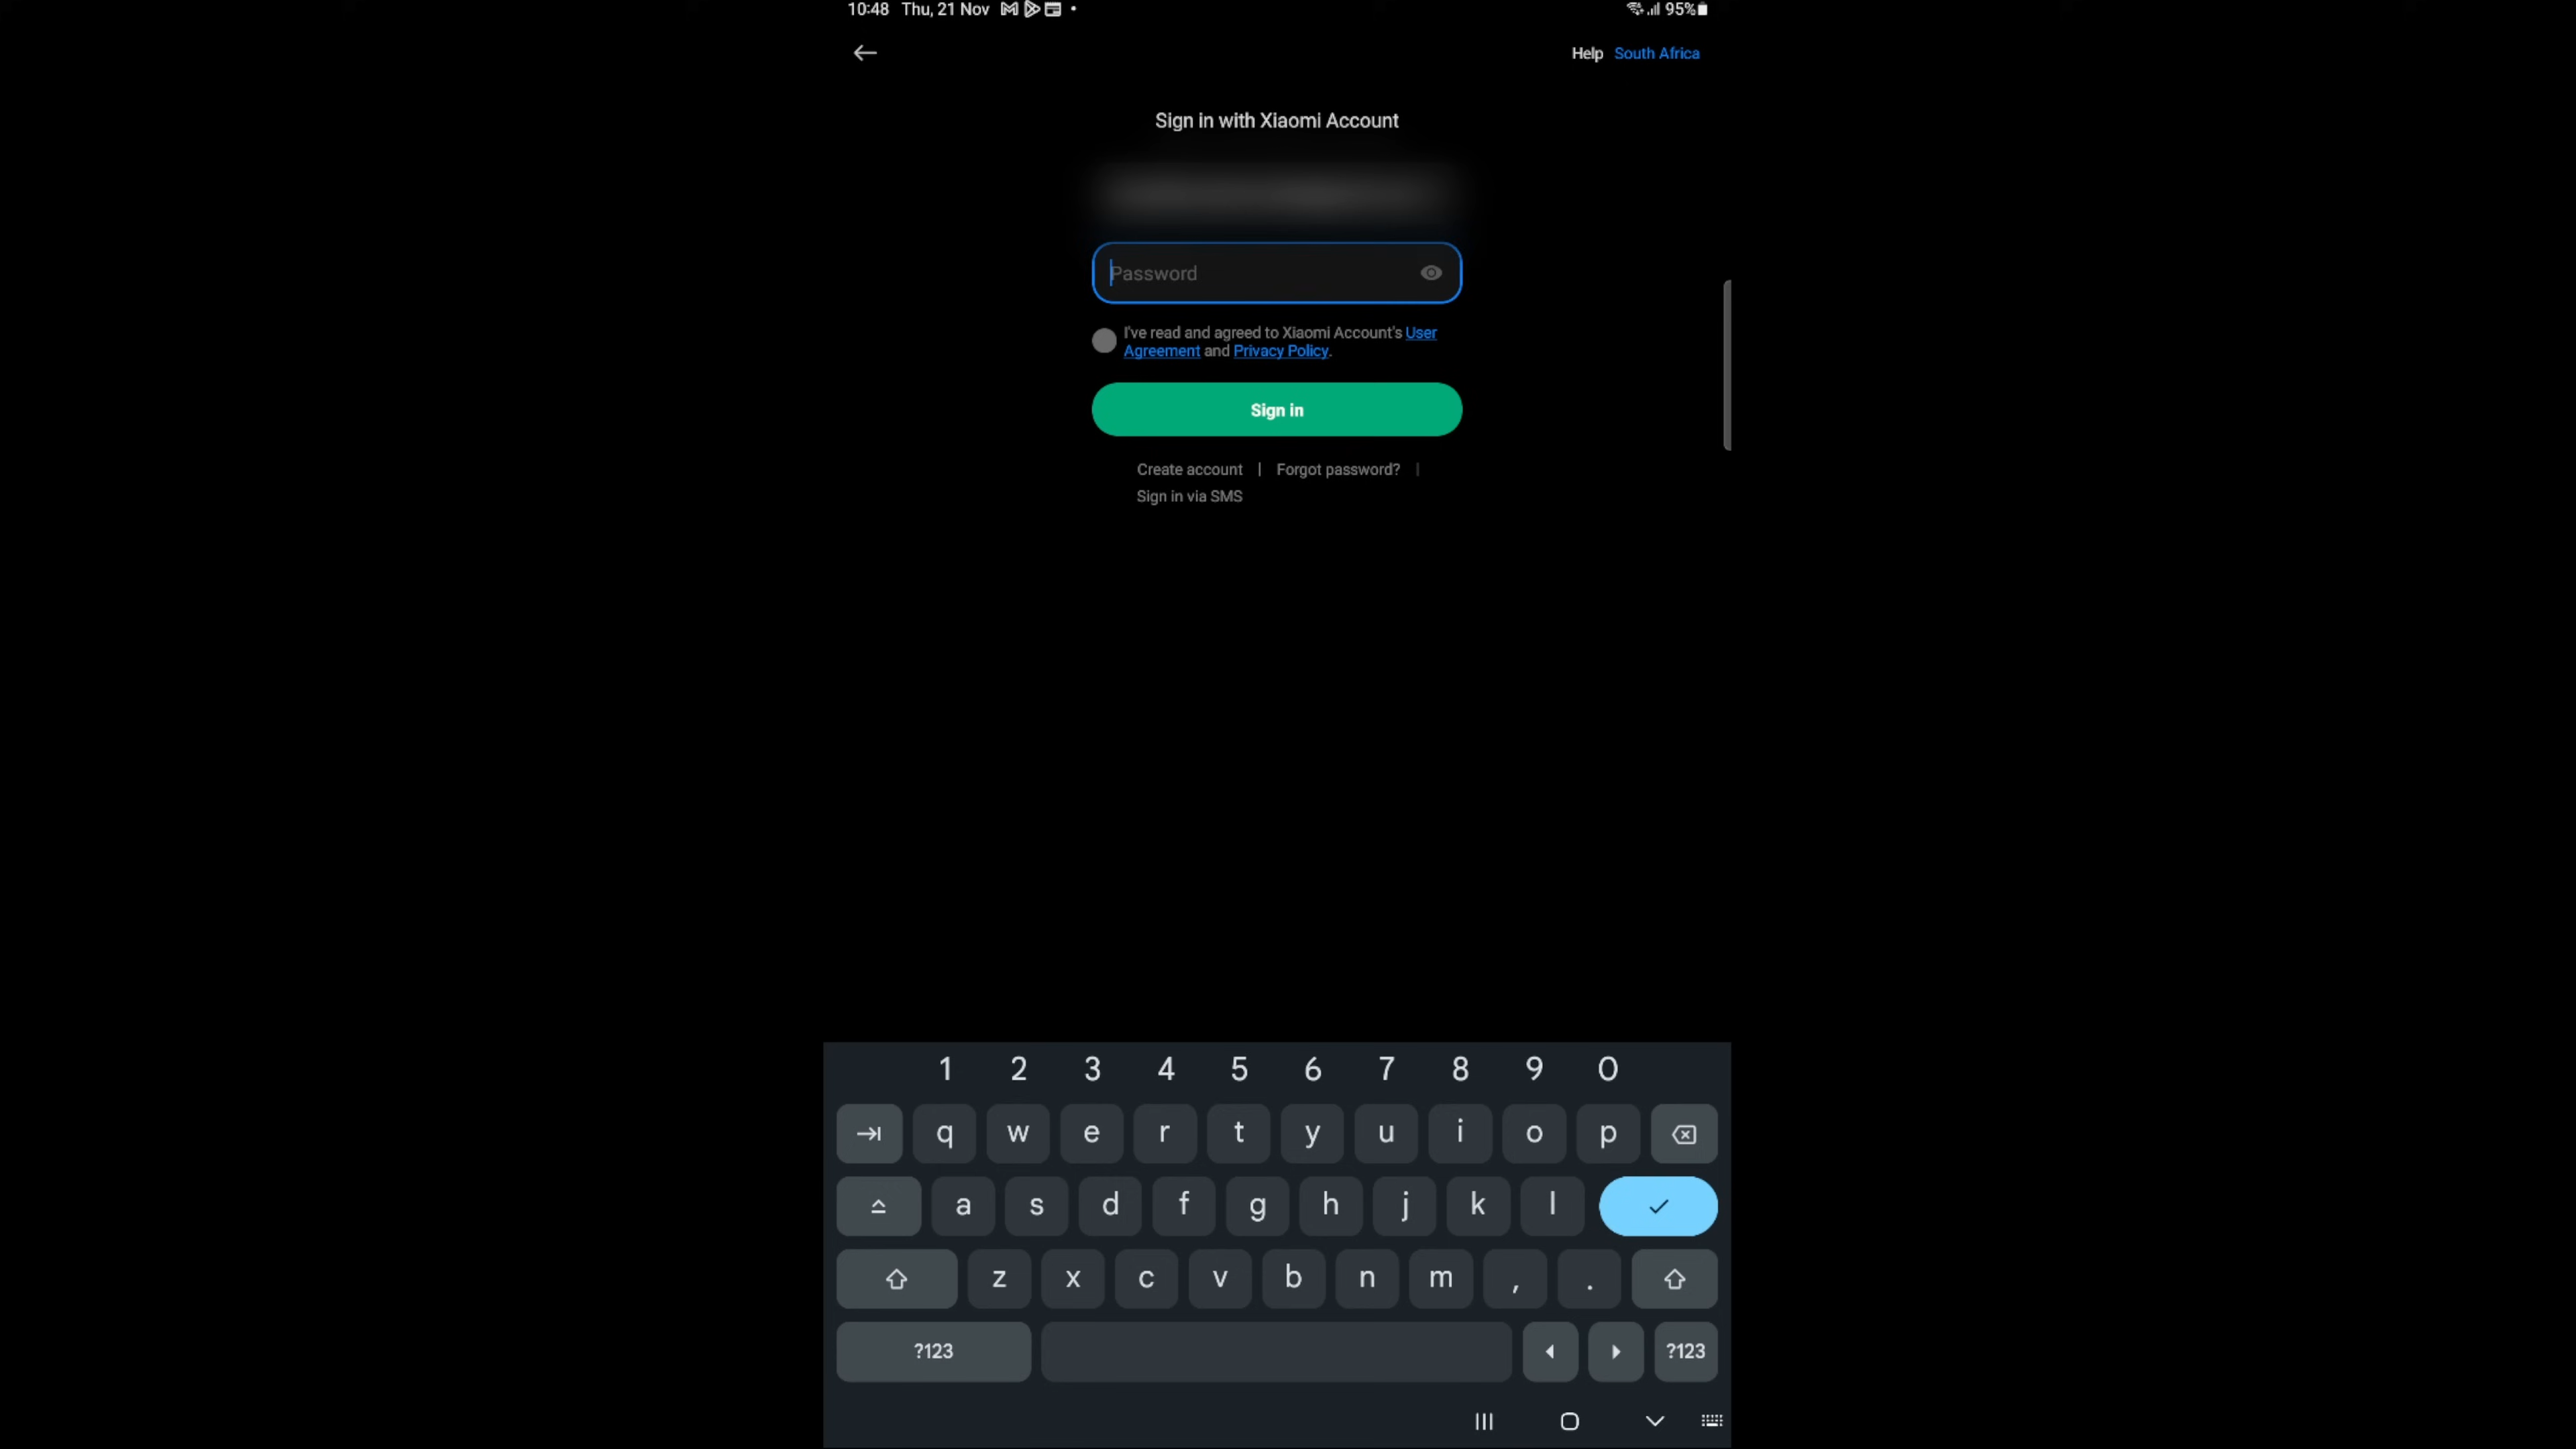 10:48 Thu, 21 Nov 95%
Help South Africa
Sign in with Xiaomi Account
Password
I've read and agreed to Xiaomi Account's User
Agreement and Privacy Policy.
Sign in
Create account | Forgot password? |
Sign in via SMS
1 2 3 4 5 6 7 8 9 0
q w e r t y u i o p
a s d f g h j k l
z x c v b n m , .
?123 ?123